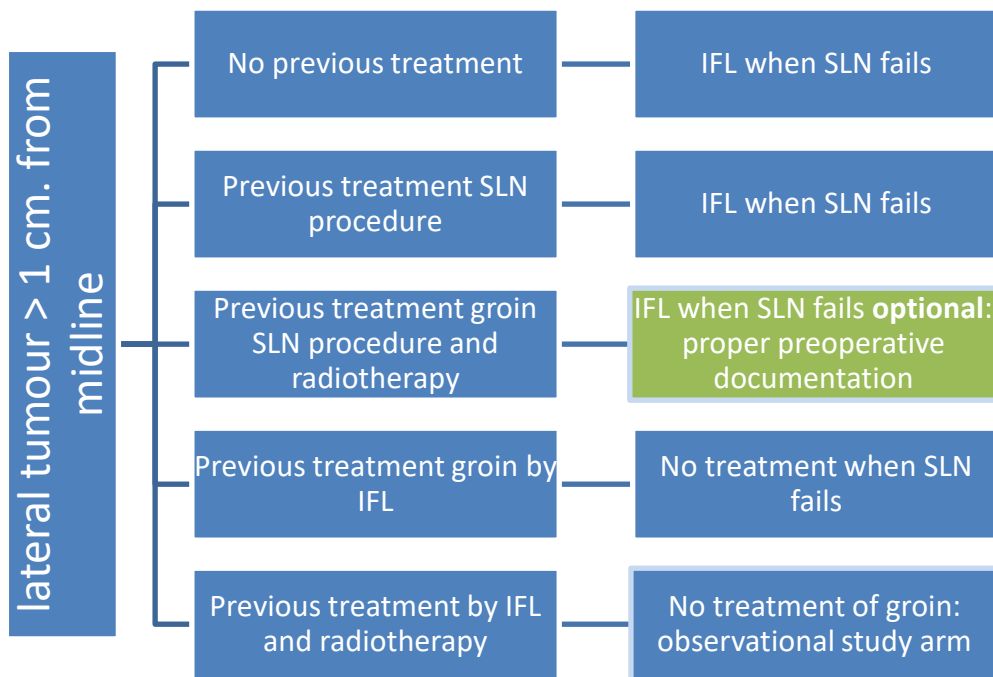 lateral tumour > 1 cm. from
midline
No previous treatment
IFL when SLN fails
Previous treatment SLN
procedure
IFL when SLN fails
Previous treatment groin
SLN procedure and
radiotherapy
IFL when SLN fails optional:
proper preoperative
documentation
Previous treatment groin by
IFL
No treatment when SLN
fails
Previous treatment by IFL
and radiotherapy
No treatment of groin:
observational study arm